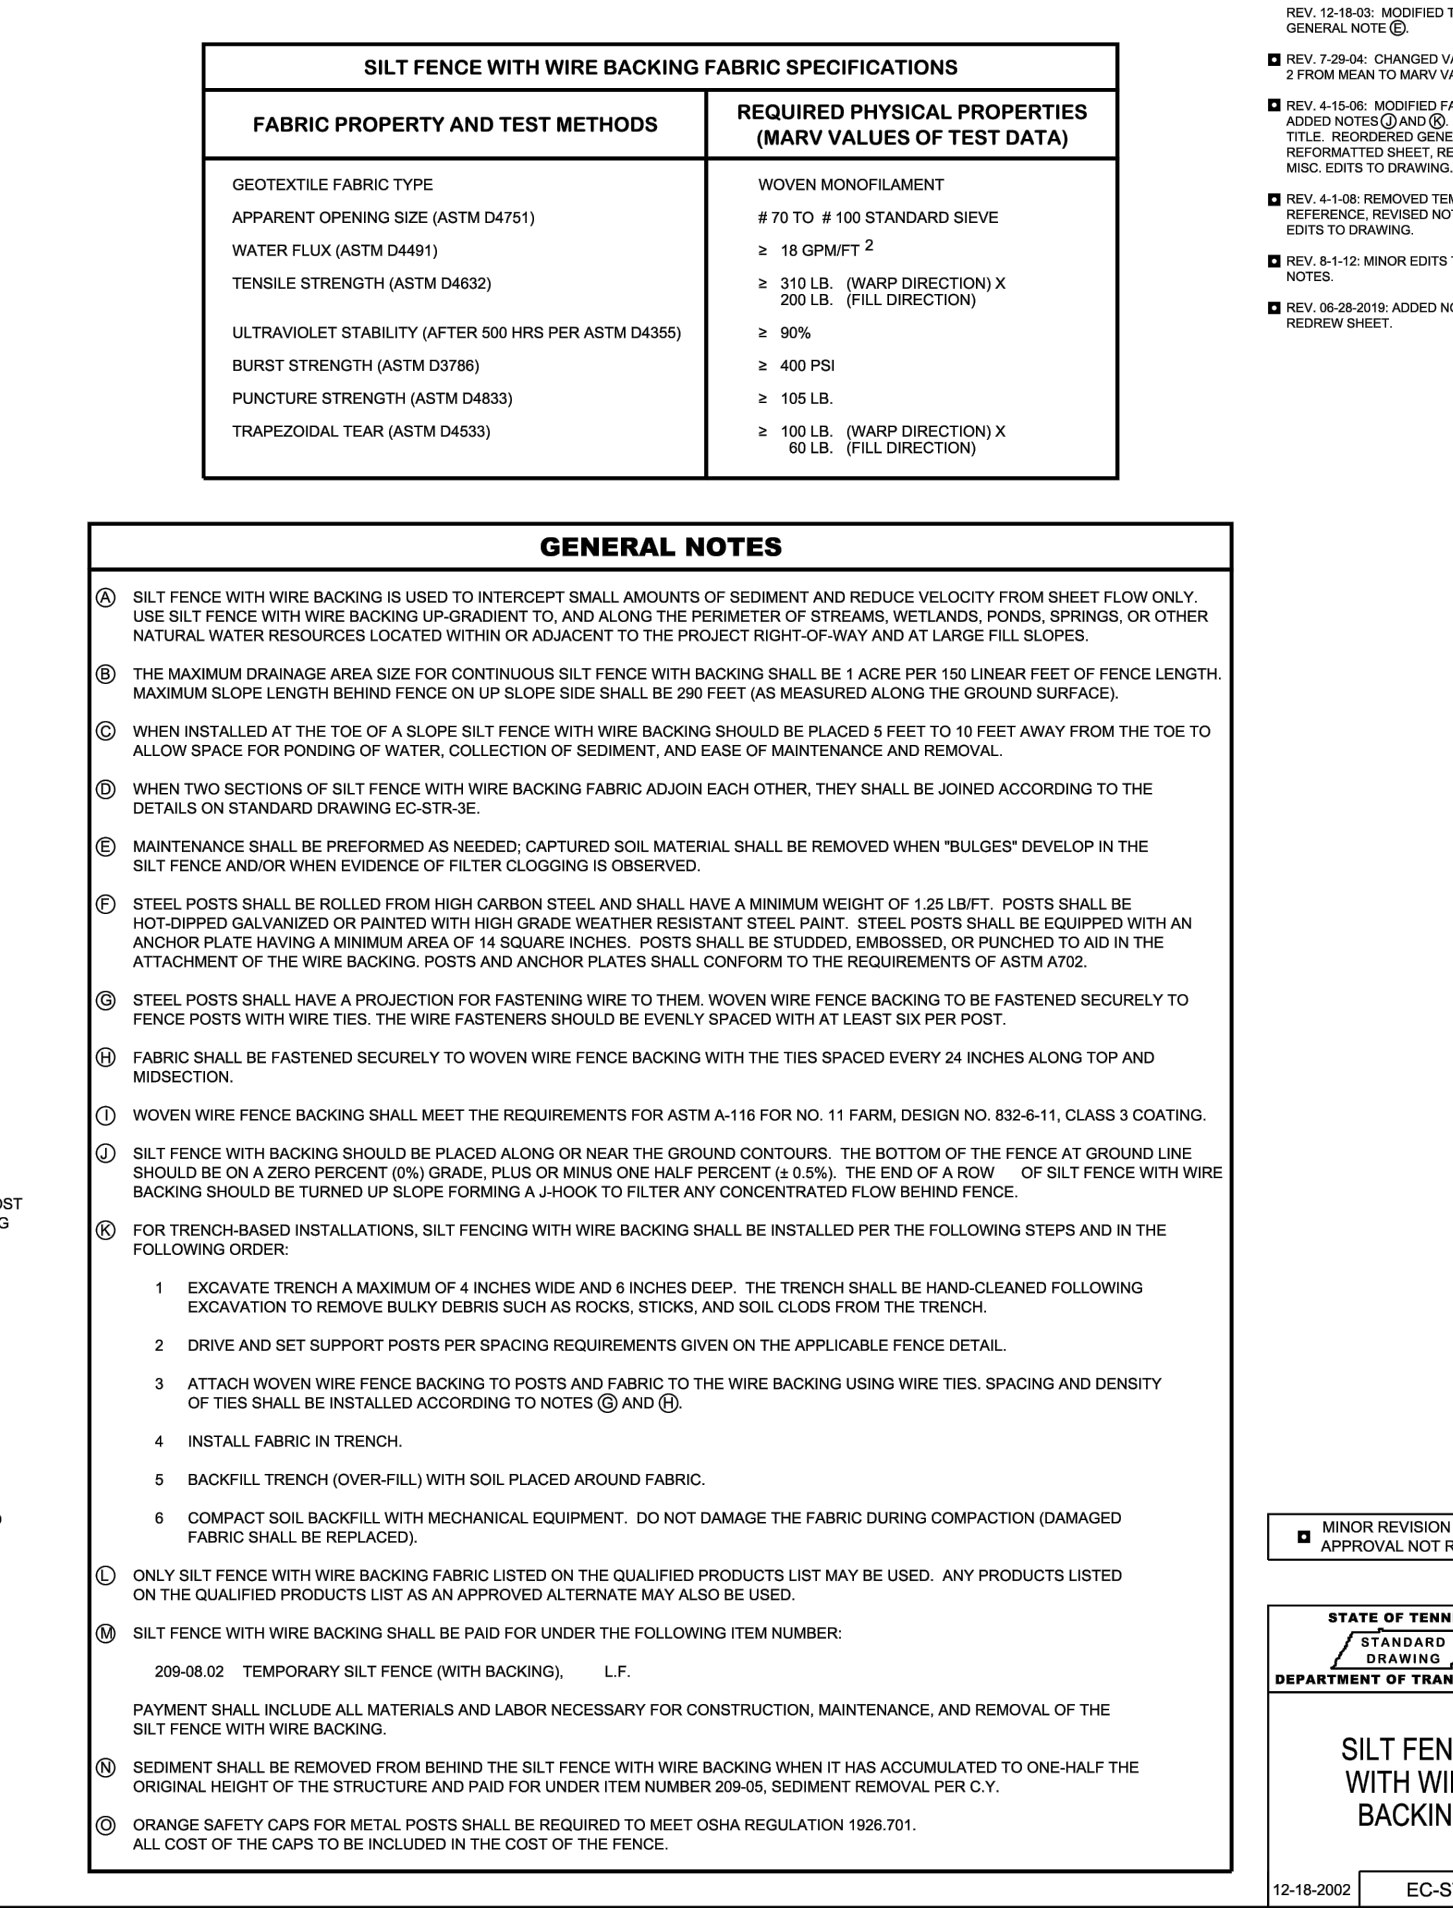 SILT FENCE WITH WIRE BACKING FABRIC SPECIFICATIONS
FABRIC PROPERTY AND TEST METHODS
REQUIRED PHYSICAL PROPERTIES
(MARV VALUES OF TEST DATA)
GEOTEXTILE FABRIC TYPE WOVEN MONOFILAMENT
APPARENT OPENING SIZE (ASTM D4751) # 70 TO # 100 STANDARD SIEVE
WATER FLUX (ASTM D4491) ≥ 18 GPM/FT 2
TENSILE STRENGTH (ASTM D4632) ≥ 310 LB. (WARP DIRECTION) X
200 LB. (FILL DIRECTION)
ULTRAVIOLET STABILITY (AFTER 500 HRS PER ASTM D4355) ≥ 90%
BURST STRENGTH (ASTM D3786) ≥ 400 PSI
PUNCTURE STRENGTH (ASTM D4833) ≥ 105 LB.
TRAPEZOIDAL TEAR (ASTM D4533) ≥ 100 LB. (WARP DIRECTION) X
60 LB. (FILL DIRECTION)
GENERAL NOTES
Ⓐ SILT FENCE WITH WIRE BACKING IS USED TO INTERCEPT SMALL AMOUNTS OF SEDIMENT AND REDUCE VELOCITY FROM SHEET FLOW ONLY.
USE SILT FENCE WITH WIRE BACKING UP-GRADIENT TO, AND ALONG THE PERIMETER OF STREAMS, WETLANDS, PONDS, SPRINGS, OR OTHER
NATURAL WATER RESOURCES LOCATED WITHIN OR ADJACENT TO THE PROJECT RIGHT-OF-WAY AND AT LARGE FILL SLOPES.
Ⓑ THE MAXIMUM DRAINAGE AREA SIZE FOR CONTINUOUS SILT FENCE WITH BACKING SHALL BE 1 ACRE PER 150 LINEAR FEET OF FENCE LENGTH.
MAXIMUM SLOPE LENGTH BEHIND FENCE ON UP SLOPE SIDE SHALL BE 290 FEET (AS MEASURED ALONG THE GROUND SURFACE).
Ⓒ WHEN INSTALLED AT THE TOE OF A SLOPE SILT FENCE WITH WIRE BACKING SHOULD BE PLACED 5 FEET TO 10 FEET AWAY FROM THE TOE TO
ALLOW SPACE FOR PONDING OF WATER, COLLECTION OF SEDIMENT, AND EASE OF MAINTENANCE AND REMOVAL.
Ⓓ WHEN TWO SECTIONS OF SILT FENCE WITH WIRE BACKING FABRIC ADJOIN EACH OTHER, THEY SHALL BE JOINED ACCORDING TO THE
DETAILS ON STANDARD DRAWING EC-STR-3E.
Ⓔ MAINTENANCE SHALL BE PREFORMED AS NEEDED; CAPTURED SOIL MATERIAL SHALL BE REMOVED WHEN "BULGES" DEVELOP IN THE
SILT FENCE AND/OR WHEN EVIDENCE OF FILTER CLOGGING IS OBSERVED.
Ⓕ STEEL POSTS SHALL BE ROLLED FROM HIGH CARBON STEEL AND SHALL HAVE A MINIMUM WEIGHT OF 1.25 LB/FT. POSTS SHALL BE
HOT-DIPPED GALVANIZED OR PAINTED WITH HIGH GRADE WEATHER RESISTANT STEEL PAINT. STEEL POSTS SHALL BE EQUIPPED WITH AN
ANCHOR PLATE HAVING A MINIMUM AREA OF 14 SQUARE INCHES. POSTS SHALL BE STUDDED, EMBOSSED, OR PUNCHED TO AID IN THE
ATTACHMENT OF THE WIRE BACKING. POSTS AND ANCHOR PLATES SHALL CONFORM TO THE REQUIREMENTS OF ASTM A702.
Ⓖ STEEL POSTS SHALL HAVE A PROJECTION FOR FASTENING WIRE TO THEM. WOVEN WIRE FENCE BACKING TO BE FASTENED SECURELY TO
FENCE POSTS WITH WIRE TIES. THE WIRE FASTENERS SHOULD BE EVENLY SPACED WITH AT LEAST SIX PER POST.
Ⓗ FABRIC SHALL BE FASTENED SECURELY TO WOVEN WIRE FENCE BACKING WITH THE TIES SPACED EVERY 24 INCHES ALONG TOP AND
MIDSECTION.
Ⓘ WOVEN WIRE FENCE BACKING SHALL MEET THE REQUIREMENTS FOR ASTM A-116 FOR NO. 11 FARM, DESIGN NO. 832-6-11, CLASS 3 COATING.
Ⓙ SILT FENCE WITH BACKING SHOULD BE PLACED ALONG OR NEAR THE GROUND CONTOURS. THE BOTTOM OF THE FENCE AT GROUND LINE
SHOULD BE ON A ZERO PERCENT (0%) GRADE, PLUS OR MINUS ONE HALF PERCENT (± 0.5%). THE END OF A ROW OF SILT FENCE WITH WIRE
BACKING SHOULD BE TURNED UP SLOPE FORMING A J-HOOK TO FILTER ANY CONCENTRATED FLOW BEHIND FENCE.
Ⓚ FOR TRENCH-BASED INSTALLATIONS, SILT FENCING WITH WIRE BACKING SHALL BE INSTALLED PER THE FOLLOWING STEPS AND IN THE
FOLLOWING ORDER:
1 EXCAVATE TRENCH A MAXIMUM OF 4 INCHES WIDE AND 6 INCHES DEEP. THE TRENCH SHALL BE HAND-CLEANED FOLLOWING
EXCAVATION TO REMOVE BULKY DEBRIS SUCH AS ROCKS, STICKS, AND SOIL CLODS FROM THE TRENCH.
2 DRIVE AND SET SUPPORT POSTS PER SPACING REQUIREMENTS GIVEN ON THE APPLICABLE FENCE DETAIL.
3 ATTACH WOVEN WIRE FENCE BACKING TO POSTS AND FABRIC TO THE WIRE BACKING USING WIRE TIES. SPACING AND DENSITY
OF TIES SHALL BE INSTALLED ACCORDING TO NOTES Ⓖ AND Ⓗ.
4 INSTALL FABRIC IN TRENCH.
5 BACKFILL TRENCH (OVER-FILL) WITH SOIL PLACED AROUND FABRIC.
6 COMPACT SOIL BACKFILL WITH MECHANICAL EQUIPMENT. DO NOT DAMAGE THE FABRIC DURING COMPACTION (DAMAGED
FABRIC SHALL BE REPLACED).
Ⓛ ONLY SILT FENCE WITH WIRE BACKING FABRIC LISTED ON THE QUALIFIED PRODUCTS LIST MAY BE USED. ANY PRODUCTS LISTED
ON THE QUALIFIED PRODUCTS LIST AS AN APPROVED ALTERNATE MAY ALSO BE USED.
Ⓜ SILT FENCE WITH WIRE BACKING SHALL BE PAID FOR UNDER THE FOLLOWING ITEM NUMBER:
209-08.02 TEMPORARY SILT FENCE (WITH BACKING), L.F.
PAYMENT SHALL INCLUDE ALL MATERIALS AND LABOR NECESSARY FOR CONSTRUCTION, MAINTENANCE, AND REMOVAL OF THE
SILT FENCE WITH WIRE BACKING.
Ⓝ SEDIMENT SHALL BE REMOVED FROM BEHIND THE SILT FENCE WITH WIRE BACKING WHEN IT HAS ACCUMULATED TO ONE-HALF THE
ORIGINAL HEIGHT OF THE STRUCTURE AND PAID FOR UNDER ITEM NUMBER 209-05, SEDIMENT REMOVAL PER C.Y.
Ⓞ ORANGE SAFETY CAPS FOR METAL POSTS SHALL BE REQUIRED TO MEET OSHA REGULATION 1926.701.
ALL COST OF THE CAPS TO BE INCLUDED IN THE COST OF THE FENCE.
REV. 12-18-03: MODIFIED
GENERAL NOTE Ⓔ.
REV. 7-29-04: CHANGED
2 FROM MEAN TO MARV
REV. 4-15-06: MODIFIED
ADDED NOTES Ⓙ AND Ⓚ.
TITLE. REORDERED
REFORMATTED SHEET,
MISC. EDITS TO DRAWING.
REV. 4-1-08: REMOVED
REFERENCE, REVISED
EDITS TO DRAWING.
REV. 8-1-12: MINOR EDITS
NOTES.
REV. 06-28-2019: ADDED
REDREW SHEET.
MINOR REVISION
APPROVAL NOT
STATE OF
STANDARD
DRAWING
DEPARTMENT OF
SILT
WITH
12-18-2002